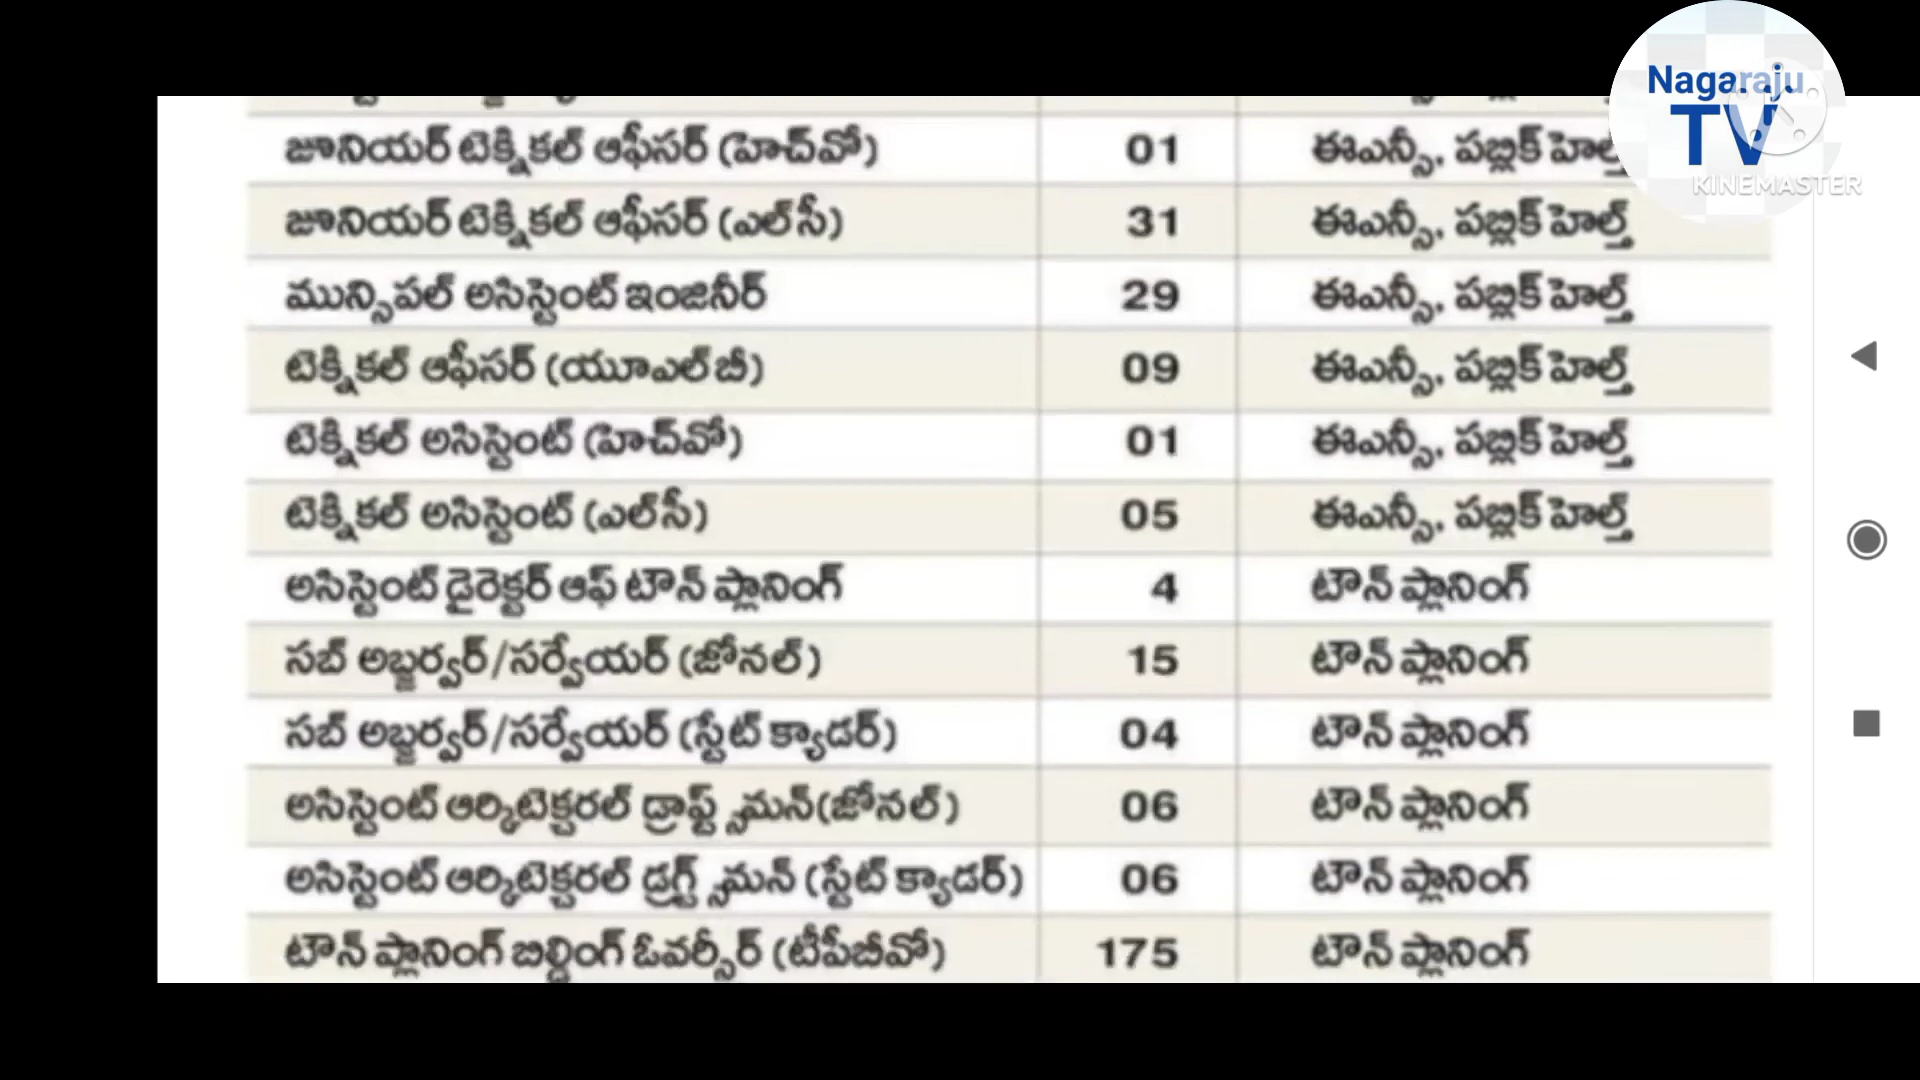 Nagaraju
TV
KINEMASTER
జూనియర్ టెక్నికల్ ఆఫీసర్ (హెచ్‌వో) 01 ఈఎన్సీ, పబ్లిక్ హెల్త్
జూనియర్ టెక్నికల్ ఆఫీసర్ (ఎల్‌సీ) 31 ఈఎన్సీ, పబ్లిక్ హెల్త్
మున్సిపల్ అసిస్టెంట్ ఇంజినీర్ 29 ఈఎన్సీ, పబ్లిక్ హెల్త్
టెక్నికల్ ఆఫీసర్ (యూఎల్‌బీ) 09 ఈఎన్సీ, పబ్లిక్ హెల్త్
టెక్నికల్ అసిస్టెంట్ (హెచ్‌వో) 01 ఈఎన్సీ, పబ్లిక్ హెల్త్
టెక్నికల్ అసిస్టెంట్ (ఎల్‌సీ) 05 ఈఎన్సీ, పబ్లిక్ హెల్త్
అసిస్టెంట్ డైరెక్టర్ ఆఫ్ టౌన్ ప్లానింగ్ 4 టౌన్ ప్లానింగ్
సబ్ అబ్జర్వర్/సర్వేయర్ (జోనల్) 15 టౌన్ ప్లానింగ్
సబ్ అబ్జర్వర్/సర్వేయర్ (స్టేట్ క్యాడర్) 04 టౌన్ ప్లానింగ్
అసిస్టెంట్ ఆర్కిటెక్చరల్ డ్రాఫ్ట్ స్మన్(జోనల్) 06 టౌన్ ప్లానింగ్
అసిస్టెంట్ ఆర్కిటెక్చరల్ (స్టేట్ క్యాడర్) 06 టౌన్ ప్లానింగ్
టౌన్ ప్లానింగ్ బిల్డింగ్ ఓవర్సీర్ (టీపీబీవో) 175 టౌన్ ప్లానింగ్